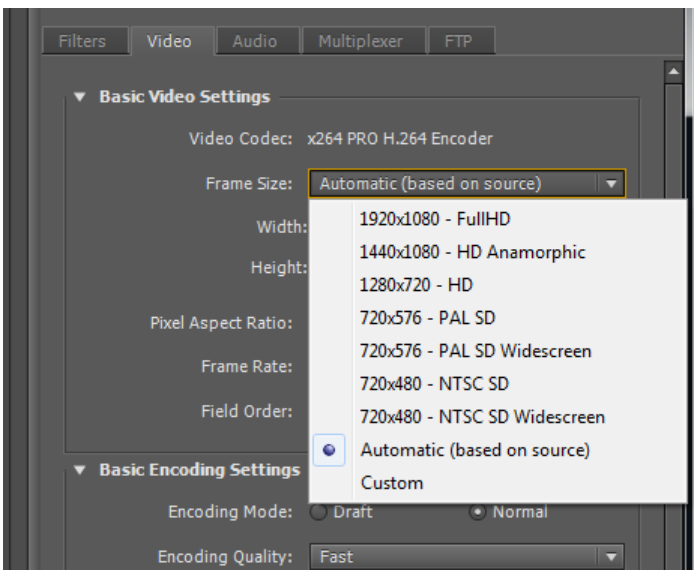 Filters Video Audio Multiplexer FTP
Basic Video Settings
Video Codec: x264 PRO H.264 Encoder
Frame Size: Automatic (based on source)
Width:
Height:
Pixel Aspect Ratio:
Frame Rate:
Field Order:
1920x1080 - FullHD
1440x1080 - HD Anamorphic
1280x720 - HD
720x576 - PAL SD
720x576 - PAL SD Widescreen
720x480 - NTSC SD
720x480 - NTSC SD Widescreen
Automatic (based on source)
Custom
Basic Encoding Settings
Encoding Mode: Draft Normal
Encoding Quality: Fast